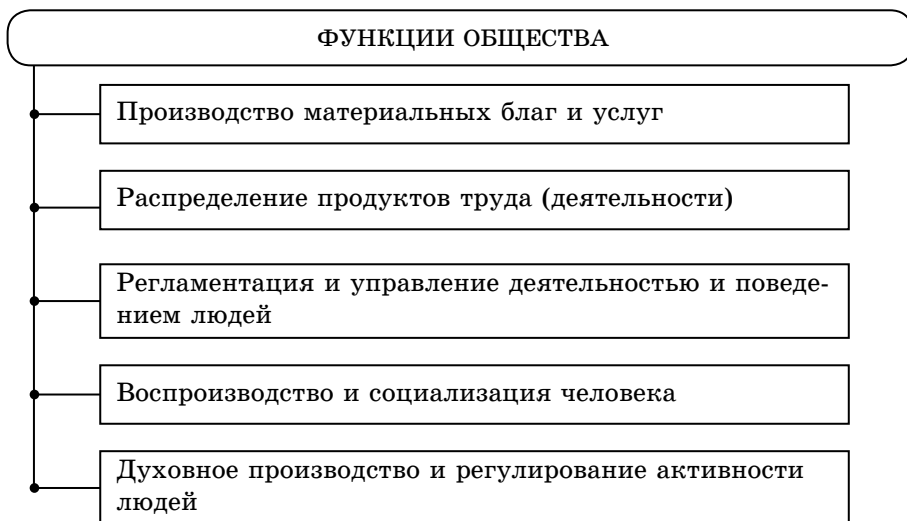 ФУНКЦИИ ОБЩЕСТВА
Производство материальных благ и услуг
Распределение продуктов труда (деятельности)
Регламентация и управление деятельностью и поведе-
нием людей
Воспроизводство и социализация человека
Духовное производство и регулирование активности
людей